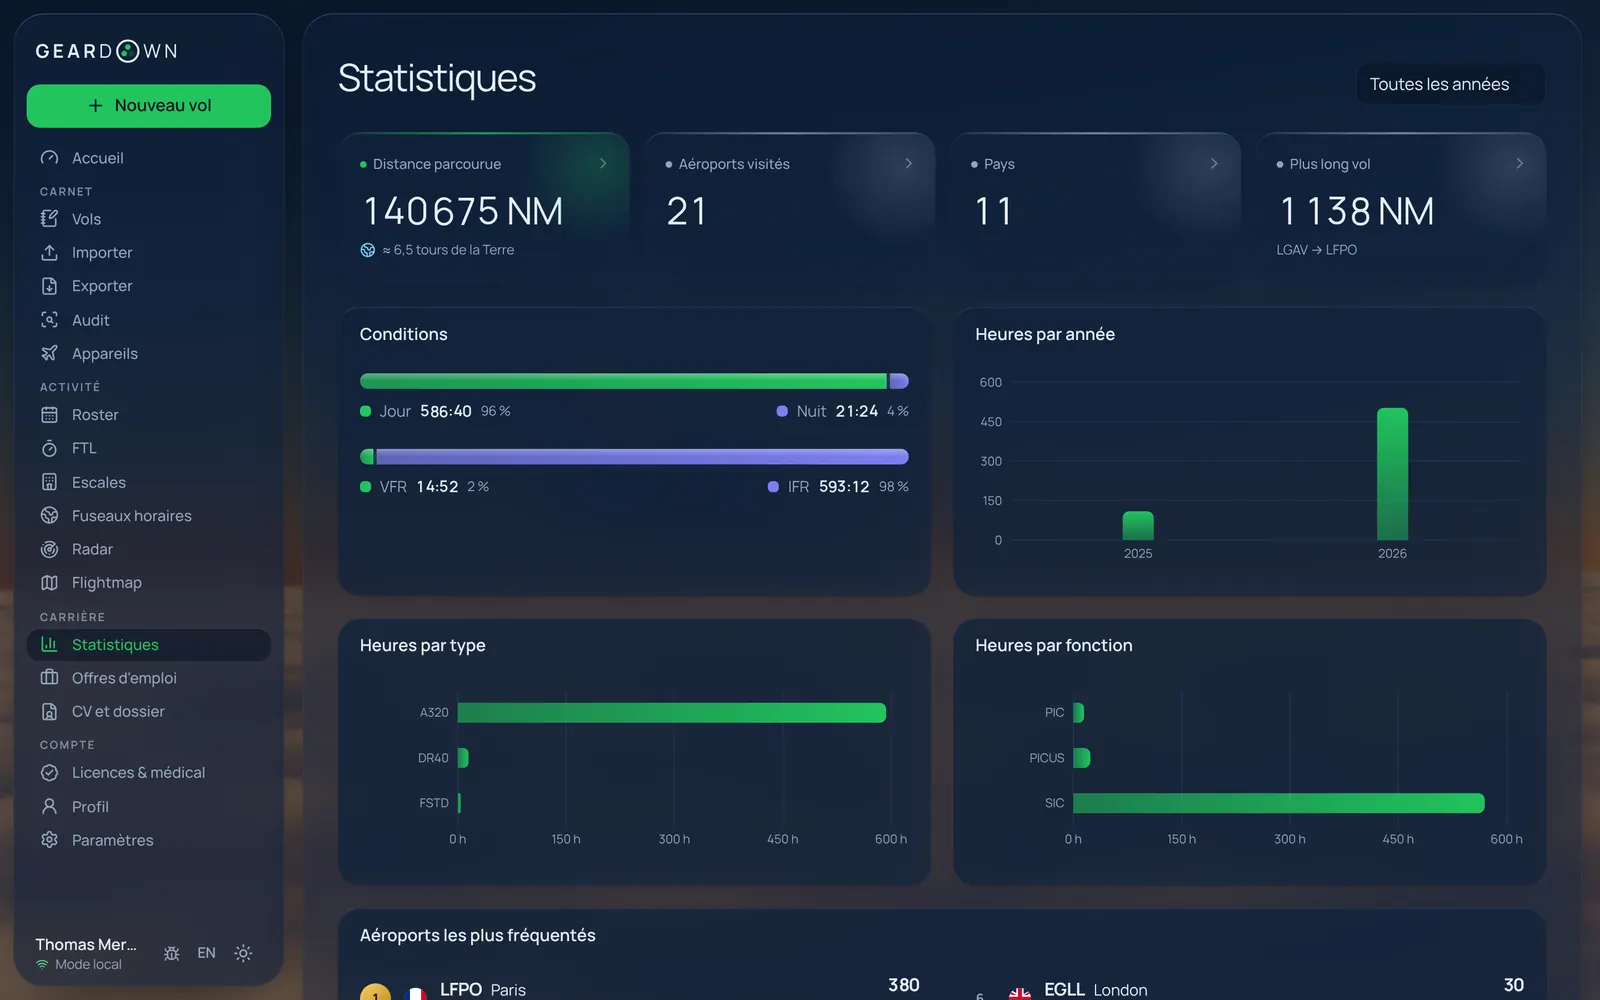 GEARDOWN
Nouveau vol
Accueil
CARNET
Vols
Importer
Exporter
Audit
Appareils
ACTIVITÉ
Roster
FTL
Escales
Fuseaux horaires
Radar
Flightmap
CARRIÈRE
Statistiques
Offres d'emploi
CV et dossier
COMPTE
Licences & médical
Profil
Paramètres
Thomas Mer...
Mode local
EN
Statistiques
Toutes les années
Distance parcourue
140 675 NM
≈ 6,5 tours de la Terre
Aéroports visités
21
Pays
11
Plus long vol
1 138 NM
LGAV → LFPO
Conditions
Jour 586:40 96 %
Nuit 21:24 4 %
VFR 14:52 2 %
IFR 593:12 98 %
Heures par année
600
450
300
150
0
2025
2026
Heures par type
A320
DR40
FSTD
0 h 150 h 300 h 450 h 600 h
Heures par fonction
PIC
PICUS
SIC
0 h 150 h 300 h 450 h 600 h
Aéroports les plus fréquentés
1 LFPO Paris 380
6 EGLL London 30